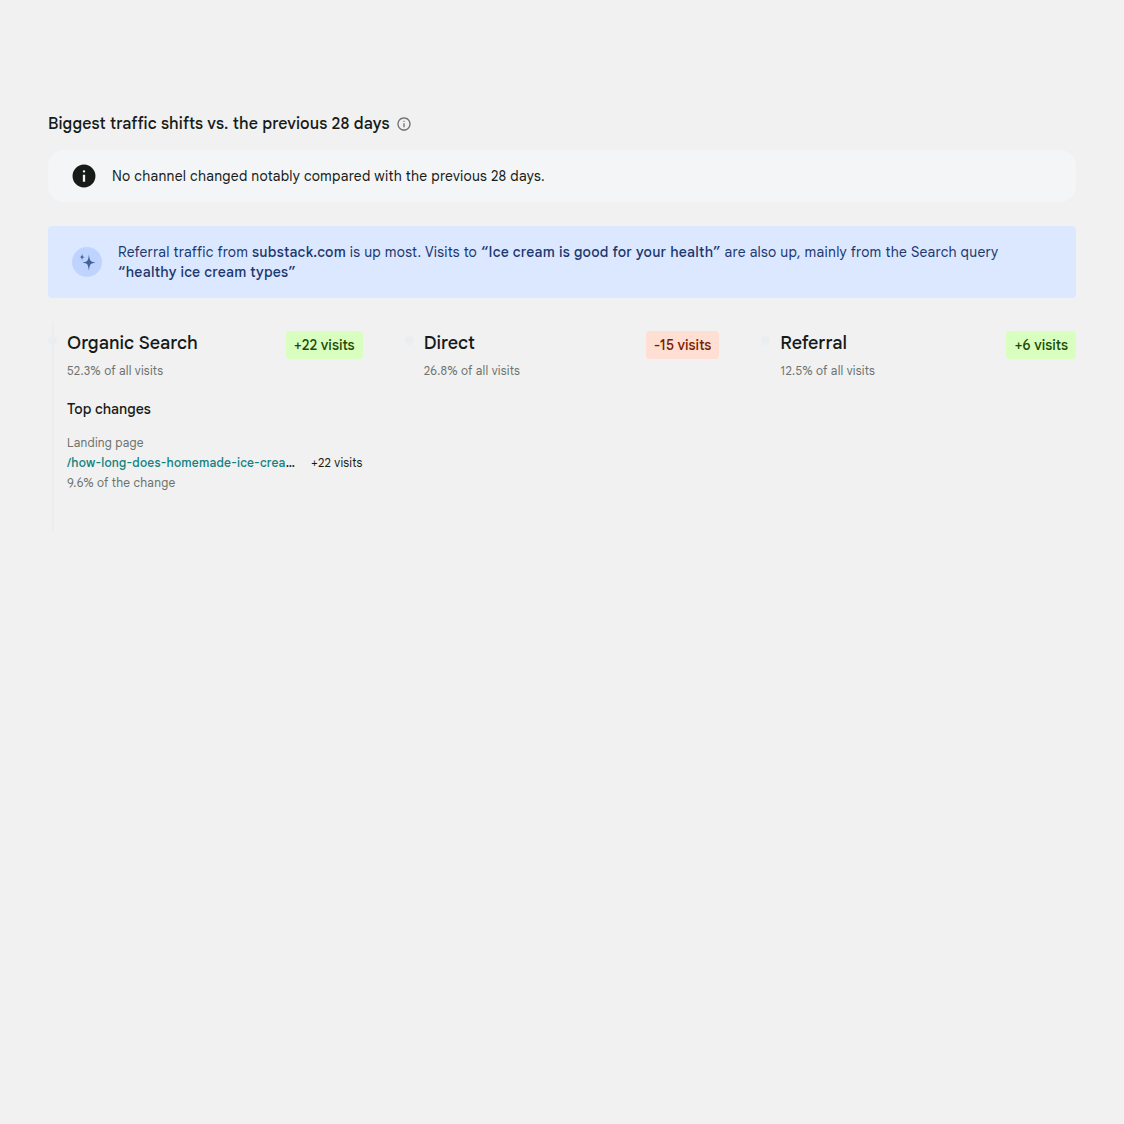 Biggest traffic shifts vs. the previous 28 days
No channel changed notably compared with the previous 28 days.
Referral traffic from substack.com is up most. Visits to “Ice cream is good for your health” are also up, mainly from the Search query
“healthy ice cream types”
Organic Search +22 visits
52.3% of all visits
Top changes
Landing page
/how-long-does-homemade-ice-crea... +22 visits
9.6% of the change
Direct -15 visits
26.8% of all visits
Referral +6 visits
12.5% of all visits